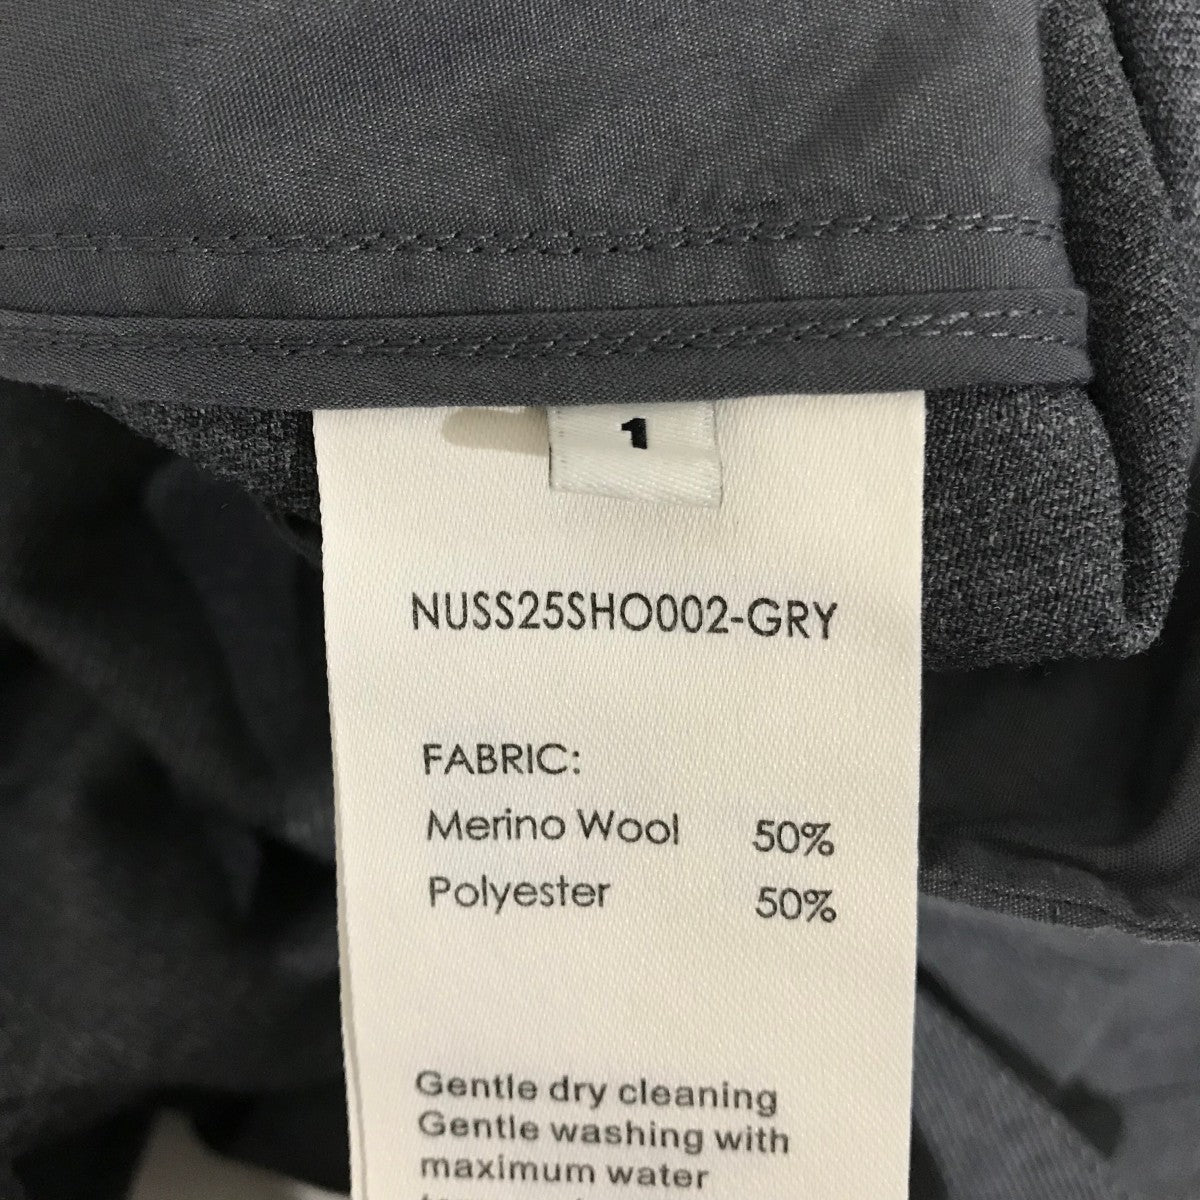 1
NUSS25SHO002-GRY
FABRIC:
Merino Wool 50%
Polyester 50%
Gentle dry cleaning
Gentle washing with
maximum water